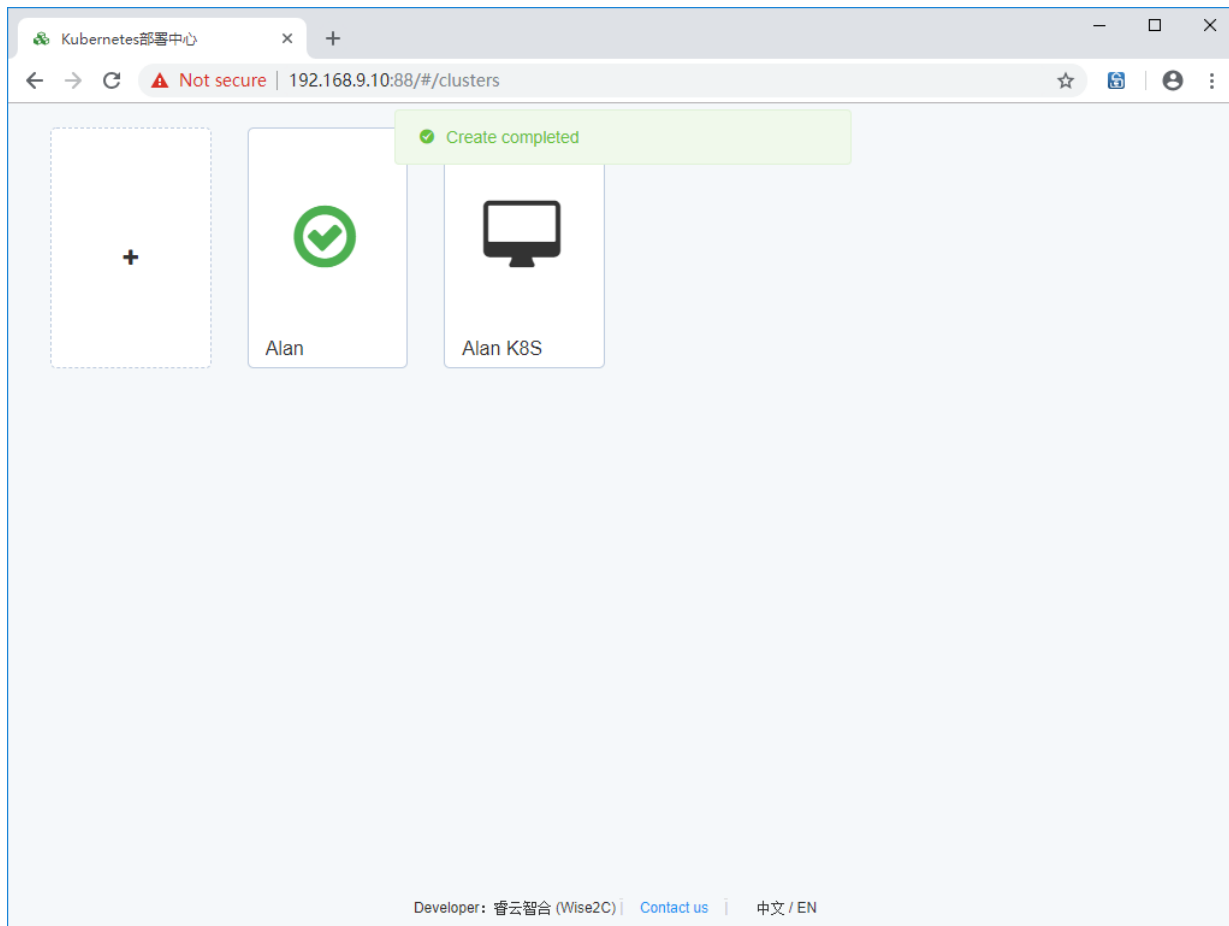 Kubernetes部署中心
Not secure | 192.168.9.10:88/#/clusters
Create completed
+
Alan
Alan K8S
Developer：睿云智合 (Wise2C) | Contact us | 中文 / EN